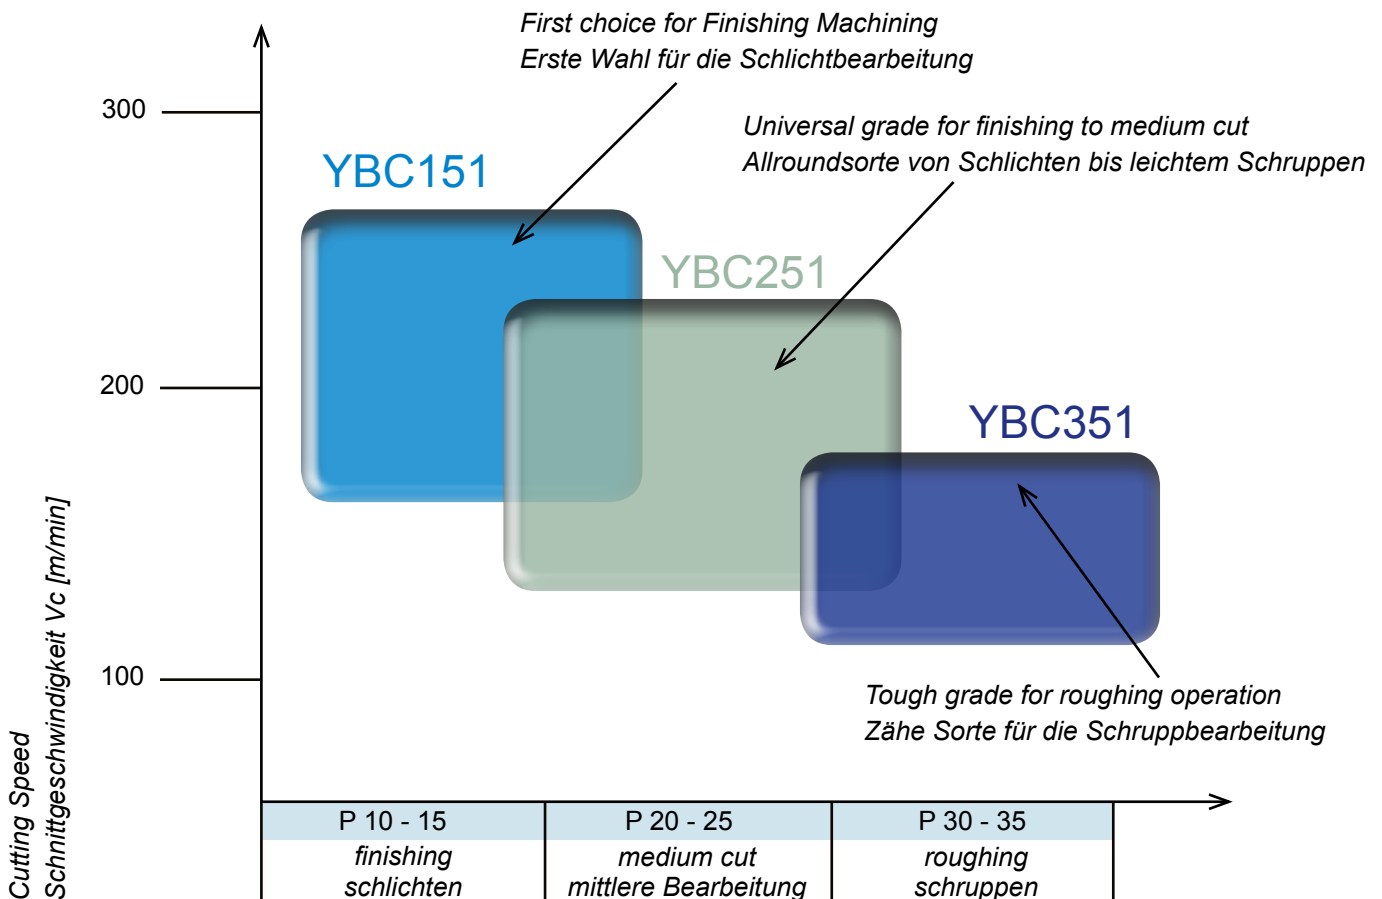 First choice for Finishing Machining
Erste Wahl für die Schlichtbearbeitung
300
Universal grade for finishing to medium cut
Allroundsorte von Schlichten bis leichtem Schruppen
YBC151
YBC251
200
YBC351
100
Tough grade for roughing operation
Zähe Sorte für die Schruppbearbeitung
Cutting Speed
Schnittgeschwindigkeit Vc [m/min]
P 10 - 15
P 20 - 25
P 30 - 35
finishing
schlichten
medium cut
mittlere Bearbeitung
roughing
schruppen